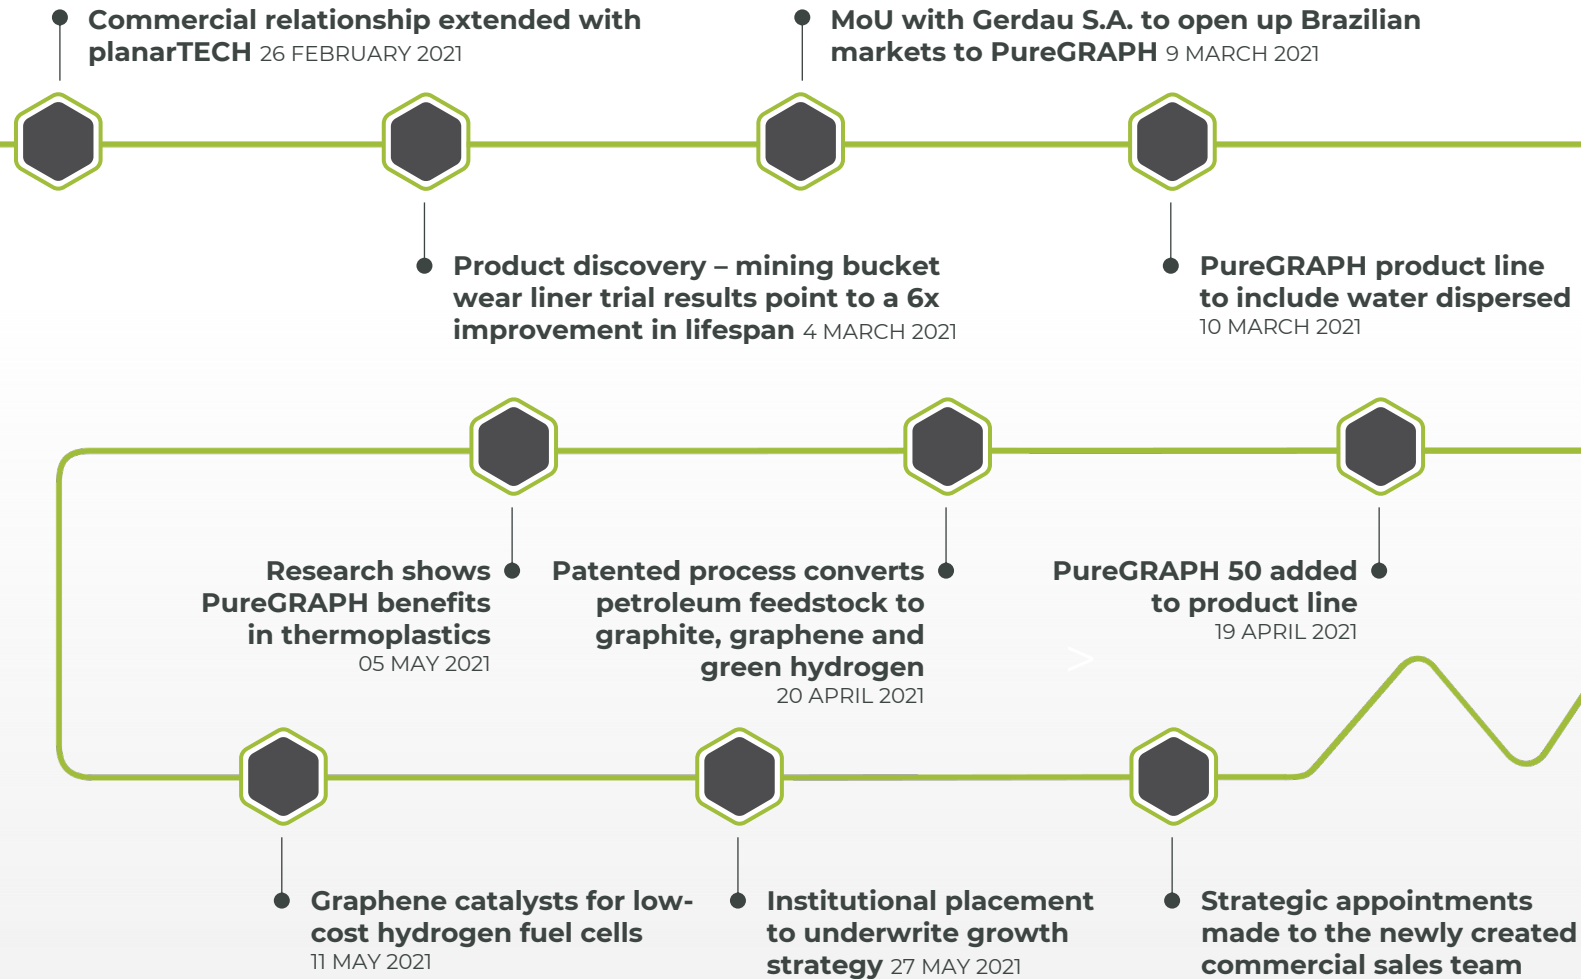 Commercial relationship extended with
planarTECH 26 FEBRUARY 2021
MoU with Gerdau S.A. to open up Brazilian
markets to PureGRAPH 9 MARCH 2021
Product discovery – mining bucket
wear liner trial results point to a 6x
improvement in lifespan 4 MARCH 2021
PureGRAPH product line
to include water dispersed
10 MARCH 2021
Research shows
PureGRAPH benefits
in thermoplastics
05 MAY 2021
Patented process converts
petroleum feedstock to
graphite, graphene and
green hydrogen
20 APRIL 2021
>
PureGRAPH 50 added
to product line
19 APRIL 2021
Graphene catalysts for low-
cost hydrogen fuel cells
11 MAY 2021
Institutional placement
to underwrite growth
strategy 27 MAY 2021
Strategic appointments
made to the newly created
commercial sales team